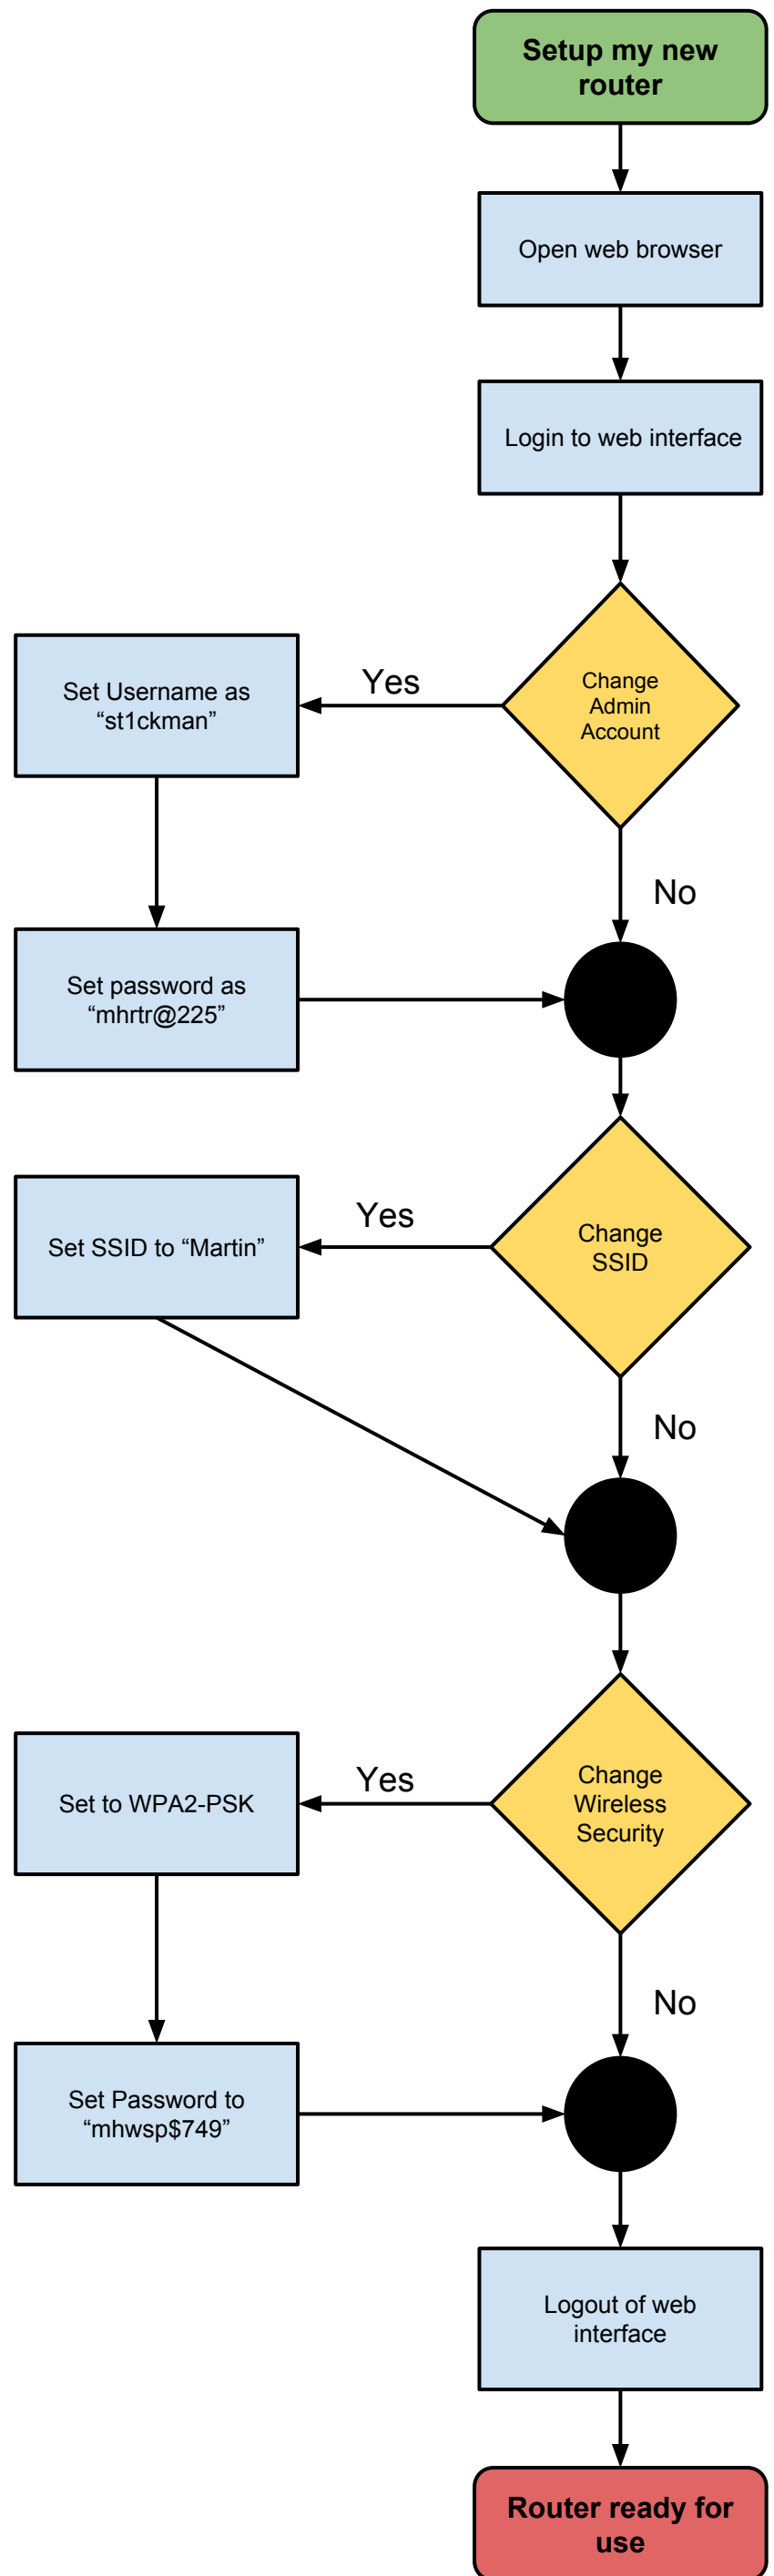 Setup my new
router
Open web browser
Login to web interface
Change
Admin
Account
Yes
Set Username as
“st1ckman”
No
Set password as
“mhrtr@225”
Change
SSID
Yes
Set SSID to “Martin”
No
Change
Wireless
Security
Yes
Set to WPA2-PSK
No
Set Password to
“mhwsp$749”
Logout of web
interface
Router ready for
use